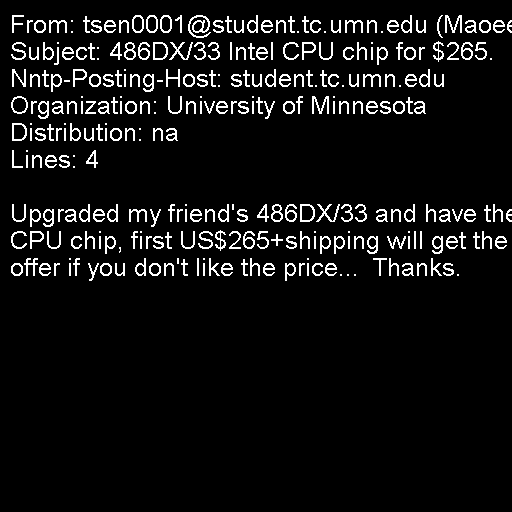 From: tsen0001@student.tc.umn.edu (Maoee
Subject: 486DX/33 Intel CPU chip for $265.
Nntp-Posting-Host: student.tc.umn.edu
Organization: University of Minnesota
Distribution: na
Lines: 4

Upgraded my friend's 486DX/33 and have the
CPU chip, first US$265+shipping will get the
offer if you don't like the price...  Thanks.